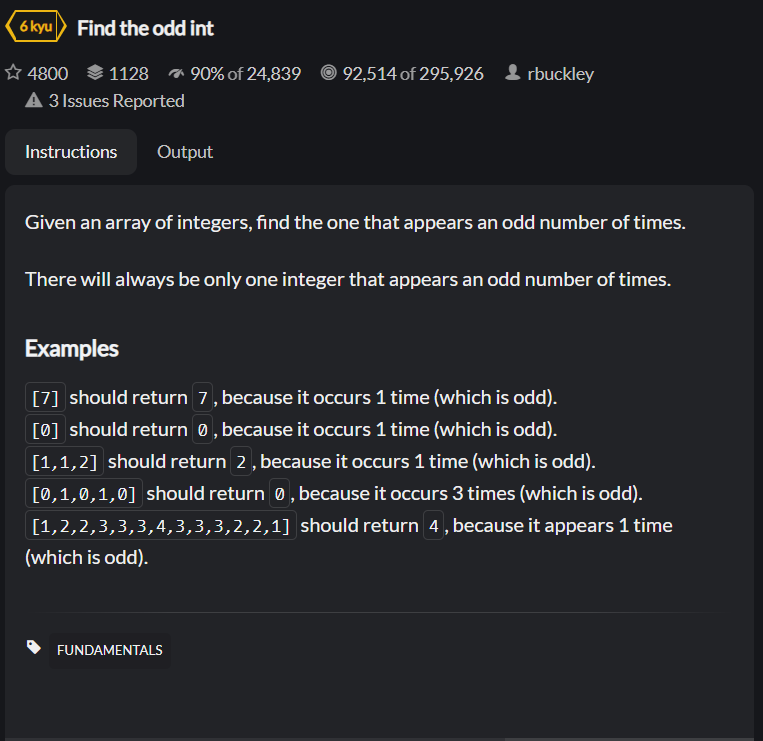 6 kyu Find the odd int
4800 1128 90% of 24,839 92,514 of 295,926 rbuckley
3 Issues Reported
Instructions Output
Given an array of integers, find the one that appears an odd number of times.
There will always be only one integer that appears an odd number of times.
Examples
[7] should return 7, because it occurs 1 time (which is odd).
[0] should return 0, because it occurs 1 time (which is odd).
[1,1,2] should return 2, because it occurs 1 time (which is odd).
[0,1,0,1,0] should return 0, because it occurs 3 times (which is odd).
[1,2,2,3,3,3,4,3,3,3,2,2,1] should return 4, because it appears 1 time
(which is odd).
FUNDAMENTALS